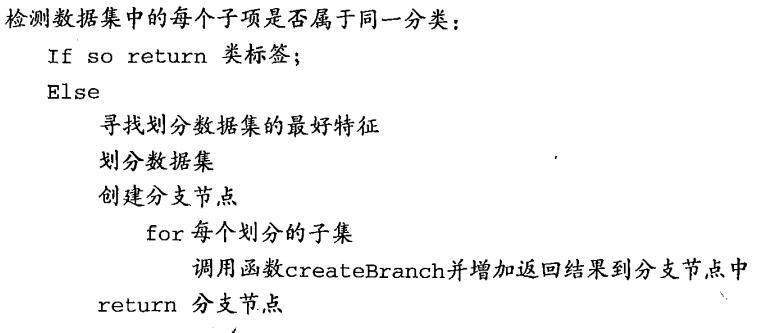 检测数据集中的每个子项是否属于同一分类:
If so return 类标签;
Else
寻找划分数据集的最好特征
划分数据集
创建分支节点
for 每个划分的子集
调用函数createBranch并增加返回结果到分支节点中
return 分支节点